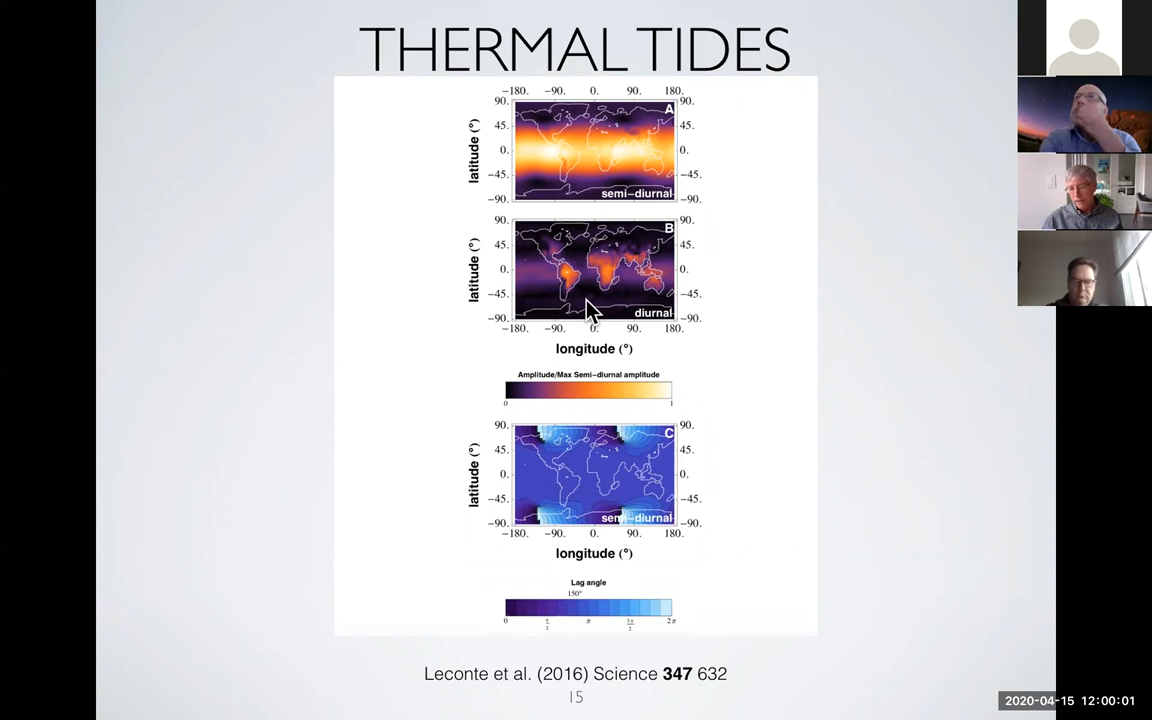 THERMAL TIDES
−180. −90. 0. 90. 180.
90. 90.
A
45. 45.
latitude (°)
0. 0.
−45. −45.
semi−diurnal
−90. −90.
90. 90.
B
45. 45.
latitude (°)
0. 0.
−45. −45.
diurnal
−90. −90.
−180. −90. 0. 90. 180.
longitude (°)
Amplitude/Max Semi−diurnal amplitude
0 1
90. 90.
C
45. 45.
latitude (°)
0. 0.
−45. −45.
semi−diurnal
−90. −90.
−180. −90. 0. 90. 180.
longitude (°)
Lag angle
150°
0 π/2 π 3π/2 2π
Leconte et al. (2016) Science 347 632
15
2020-04-15 12:00:01